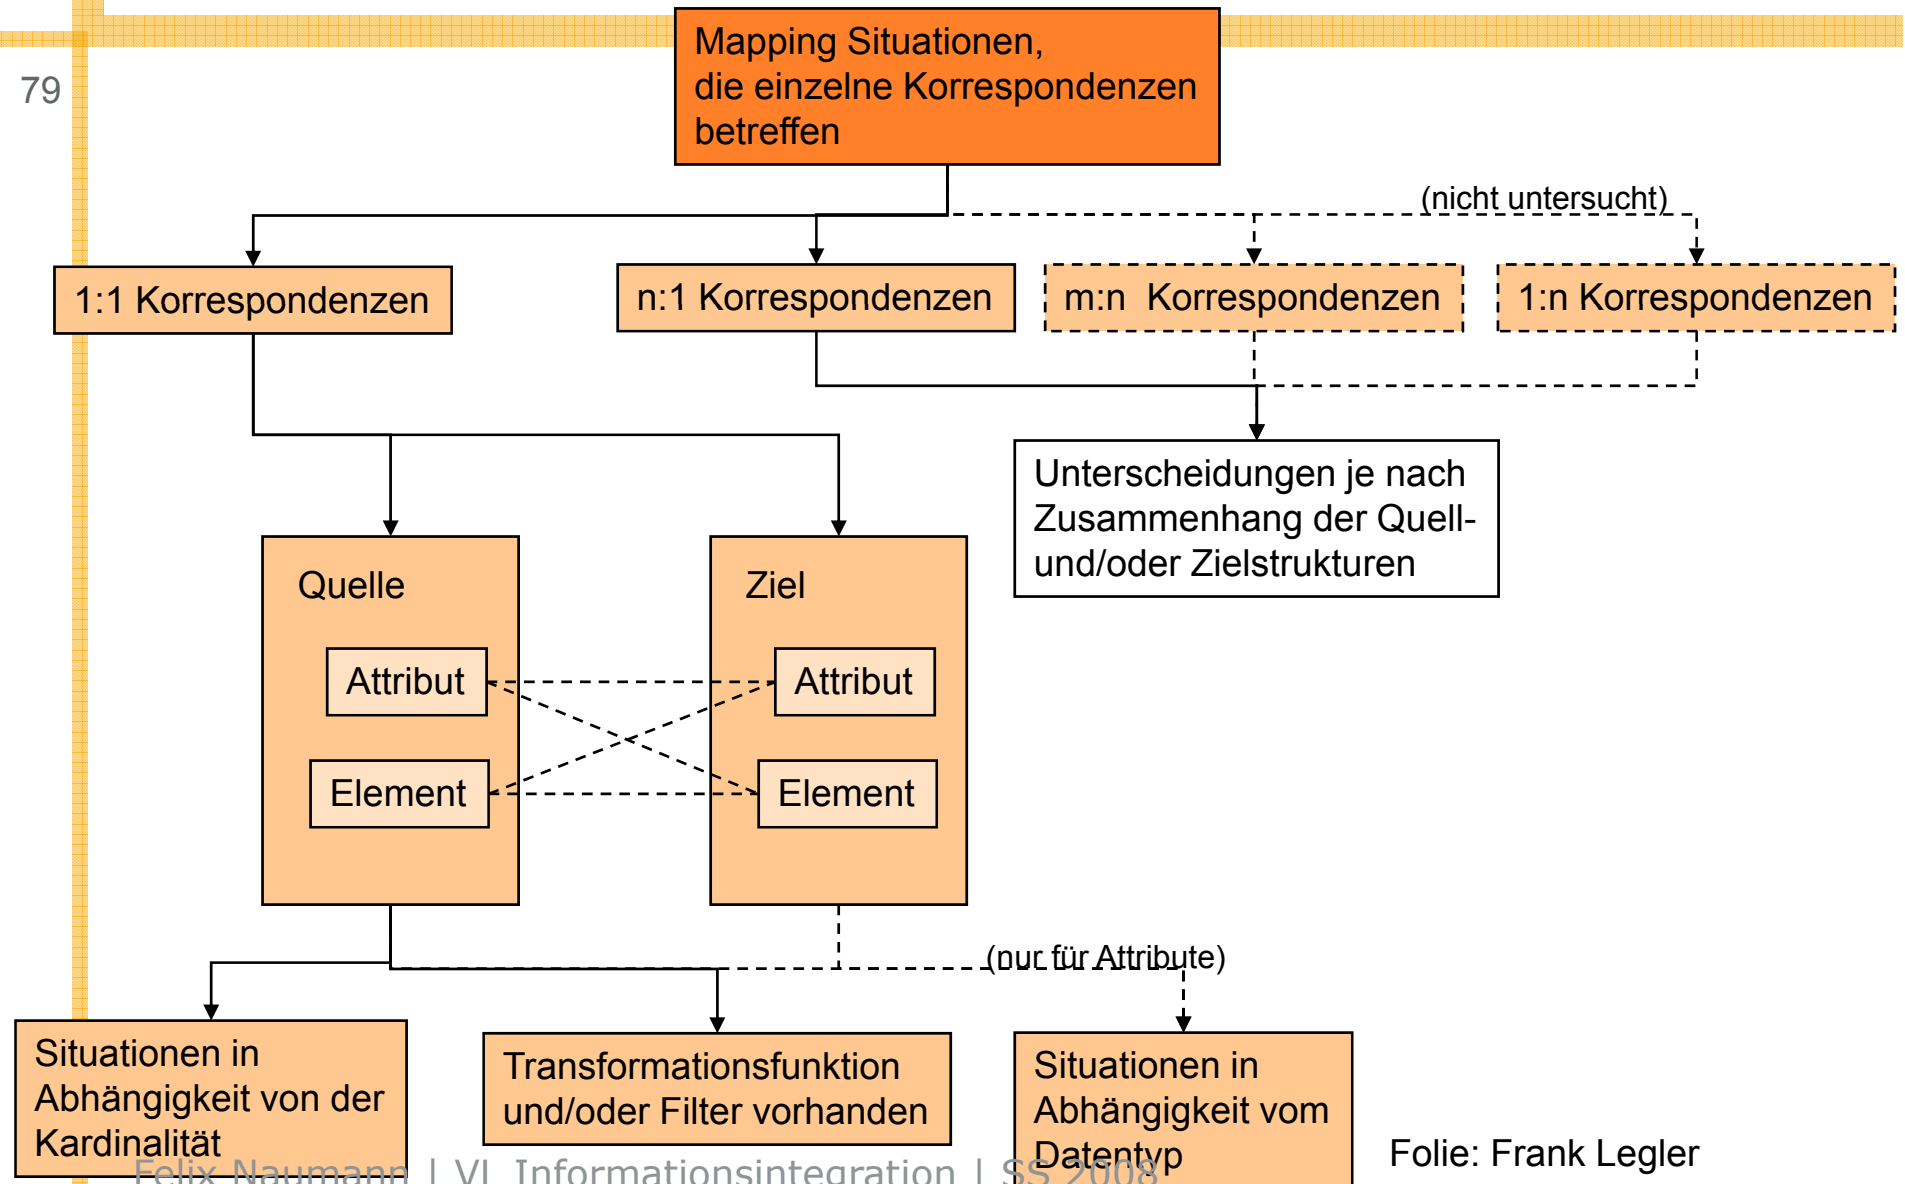 Mapping Situationen,
die einzelne Korrespondenzen
betreffen
79
(nicht untersucht)
1:1 Korrespondenzen
n:1 Korrespondenzen
m:n Korrespondenzen
1:n Korrespondenzen
Unterscheidungen je nach
Zusammenhang der Quell-
und/oder Zielstrukturen
Quelle
Ziel
Attribut
Attribut
Element
Element
(nur für Attribute)
Situationen in
Abhängigkeit von der
Kardinalität
Transformationsfunktion
und/oder Filter vorhanden
Situationen in
Abhängigkeit vom
Datentyp
Folie: Frank Legler
Felix Naumann | VL Informationsintegration | SS 2008